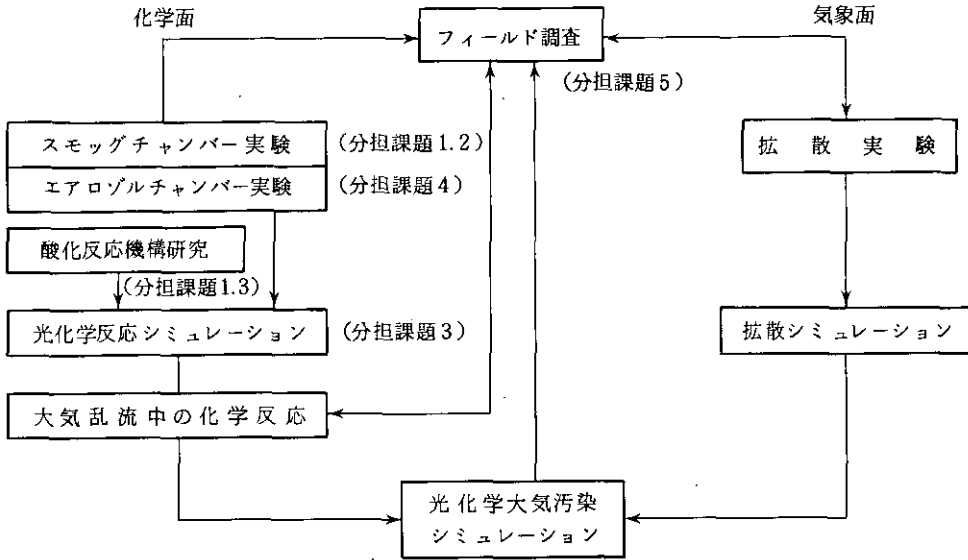 化学面
気象面
フィールド調査
(分担課題5)
スモッグチャンバー実験
(分担課題1.2)
エアロゾルチャンバー実験
(分担課題4)
拡散実験
酸化反応機構研究
(分担課題1.3)
光化学反応シミュレーション
(分担課題3)
拡散シミュレーション
大気乱流中の化学反応
光化学大気汚染
シミュレーション